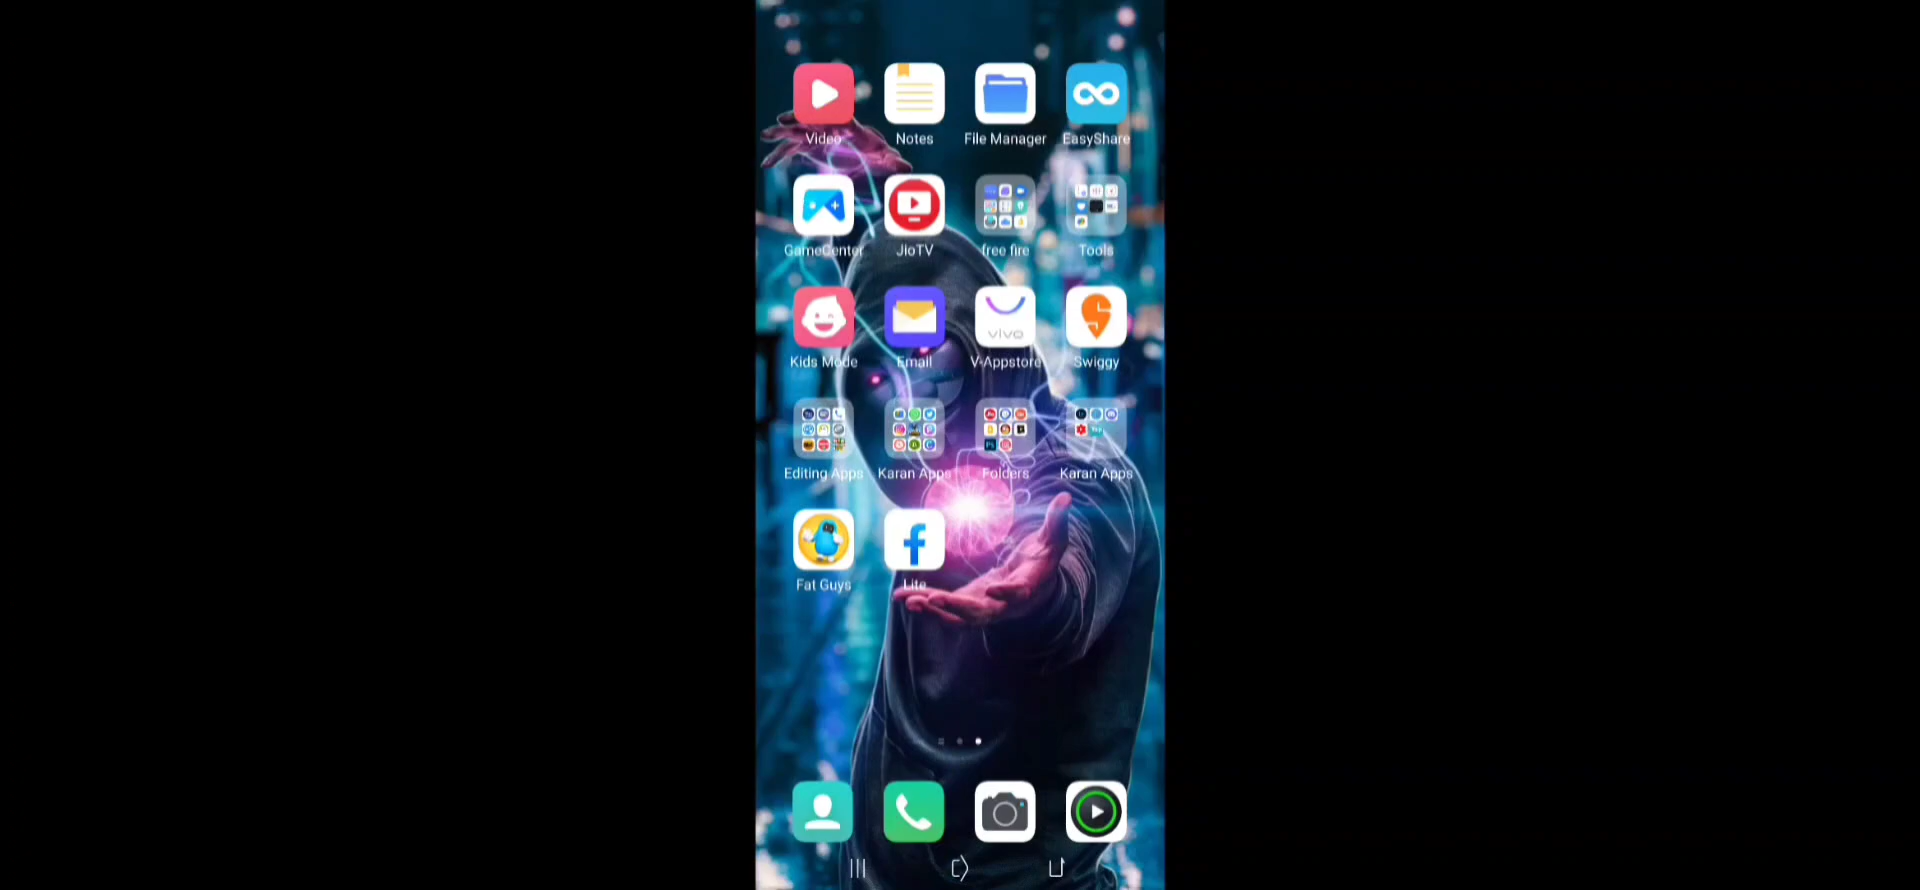 Video Notes File Manager EasyShare
GameCenter JioTV free fire Tools
vivo
Kids Mode Email V-Appstore Swiggy
Editing Apps Karan Apps Folders Karan Apps
Fat Guys Lite